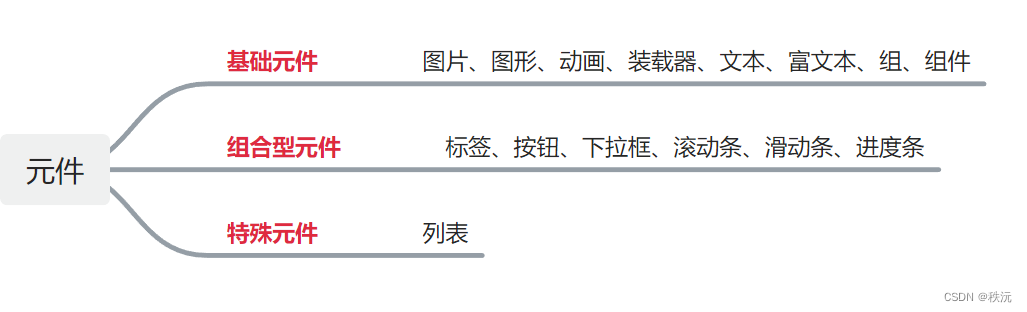 基础元件 图片、图形、动画、装载器、文本、富文本、组、组件
组合型元件 标签、按钮、下拉框、滚动条、滑动条、进度条
元件
特殊元件 列表
CSDN @秩沅